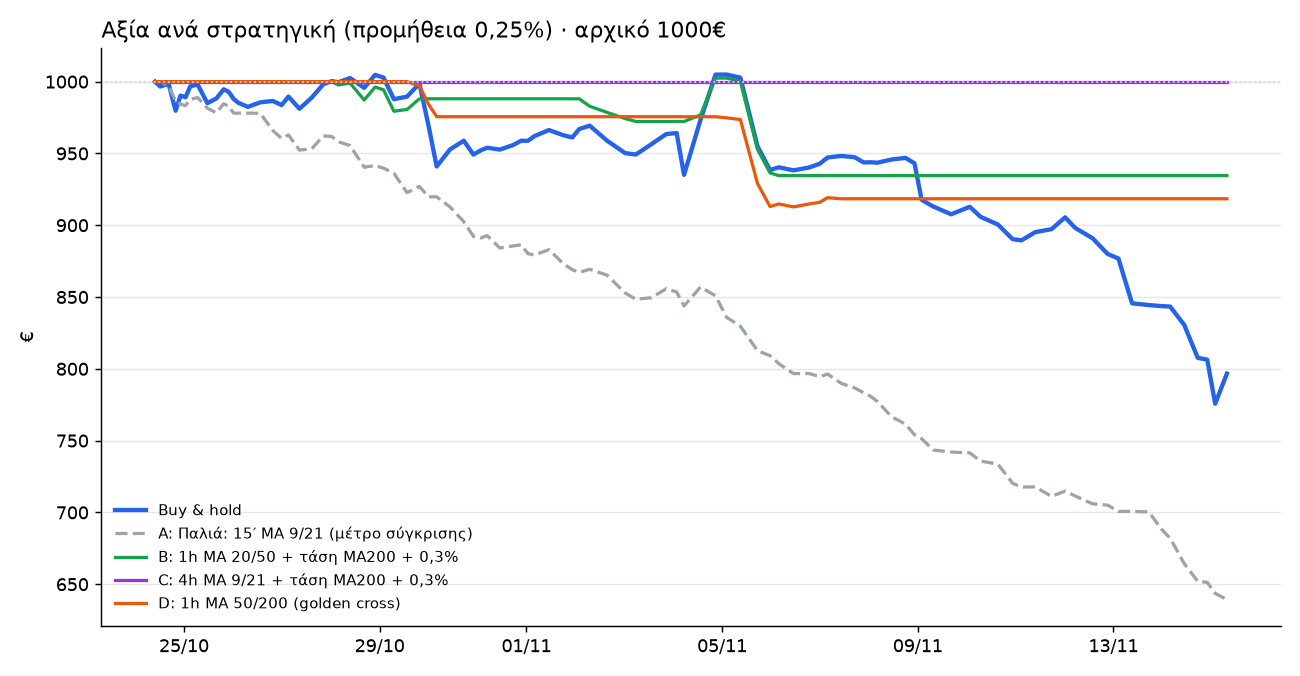 Αξία ανά στρατηγική (προμήθεια 0,25%) · αρχικό 1000€
1000
950
900
850
800
750
700
650
€
Buy & hold
A: Παλιά: 15′ MA 9/21 (μέτρο σύγκρισης)
B: 1h MA 20/50 + τάση MA200 + 0,3%
C: 4h MA 9/21 + τάση MA200 + 0,3%
D: 1h MA 50/200 (golden cross)
25/10
29/10
01/11
05/11
09/11
13/11